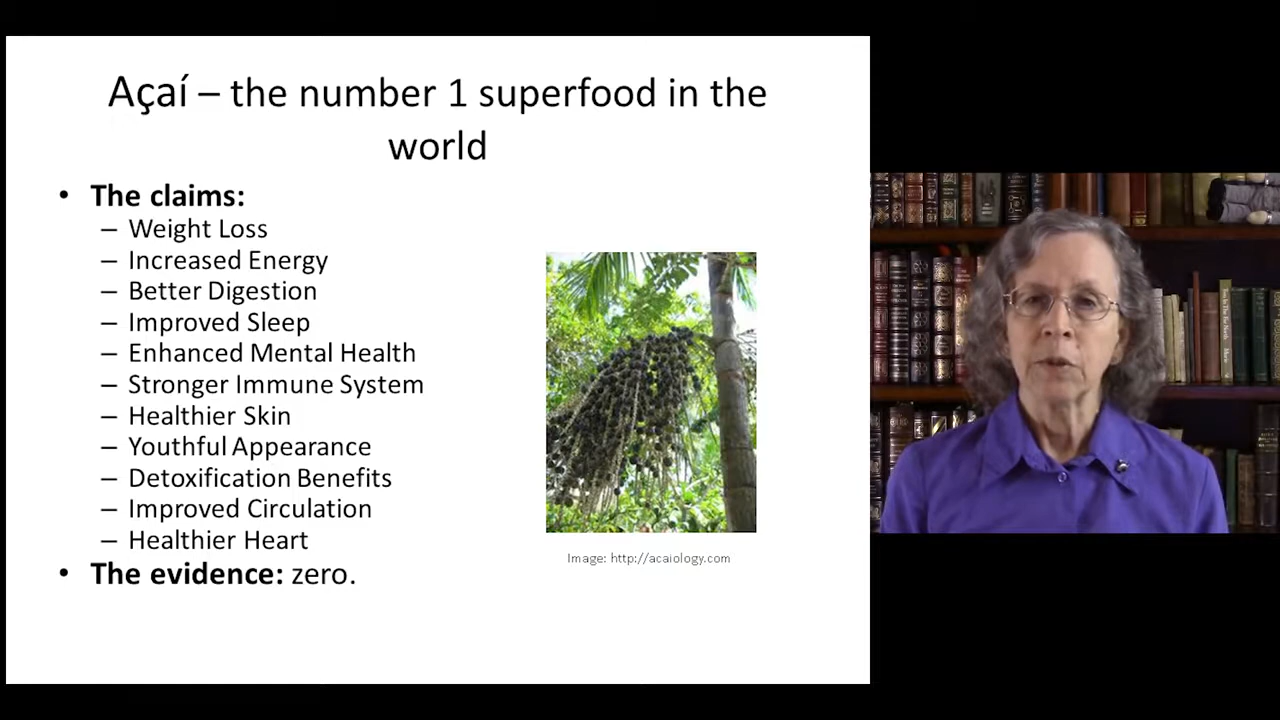 Açaí – the number 1 superfood in the
world
• The claims:
– Weight Loss
– Increased Energy
– Better Digestion
– Improved Sleep
– Enhanced Mental Health
– Stronger Immune System
– Healthier Skin
– Youthful Appearance
– Detoxification Benefits
– Improved Circulation
– Healthier Heart
• The evidence: zero.
Image: http://acaiology.com